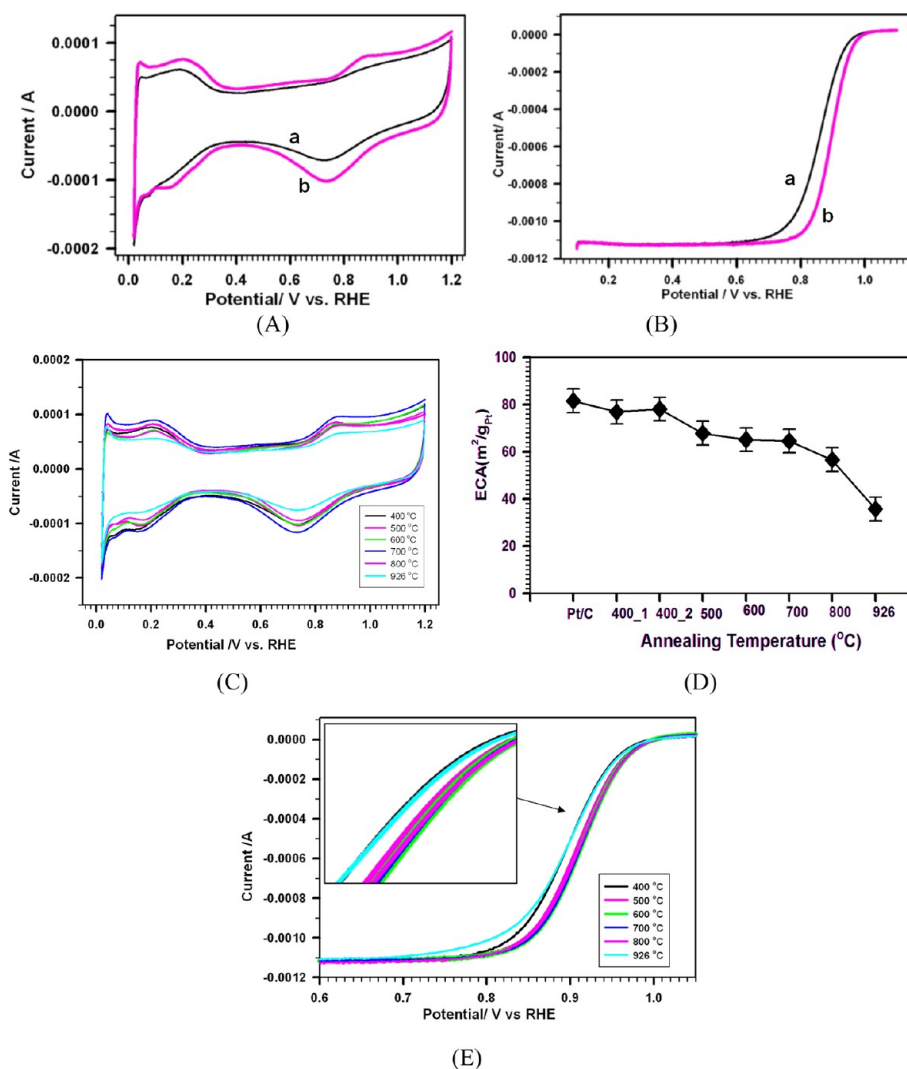 0.0001
0.0000
-0.0001
-0.0002
Current / A
a
b
0.0 0.2 0.4 0.6 0.8 1.0 1.2
Potential/ V vs. RHE
(A)
0.0000
-0.0002
-0.0004
-0.0006
-0.0008
-0.0010
-0.0012
Current/ A
a
b
0.2 0.4 0.6 0.8 1.0
Potential / V vs. RHE
(B)
0.0002
0.0001
0.0000
-0.0001
-0.0002
Current /A
400 °C
500 °C
600 °C
700 °C
800 °C
926 °C
0.0 0.2 0.4 0.6 0.8 1.0 1.2
Potential /V vs. RHE
(C)
100
80
60
40
20
0
ECA(m²/gPt)
Pt/C 400_1 400_2 500 600 700 800 926
Annealing Temperature (°C)
(D)
0.0000
-0.0002
-0.0004
-0.0006
-0.0008
-0.0010
-0.0012
Current /A
400 °C
500 °C
600 °C
700 °C
800 °C
926 °C
0.6 0.7 0.8 0.9 1.0
Potential/ V vs RHE
(E)